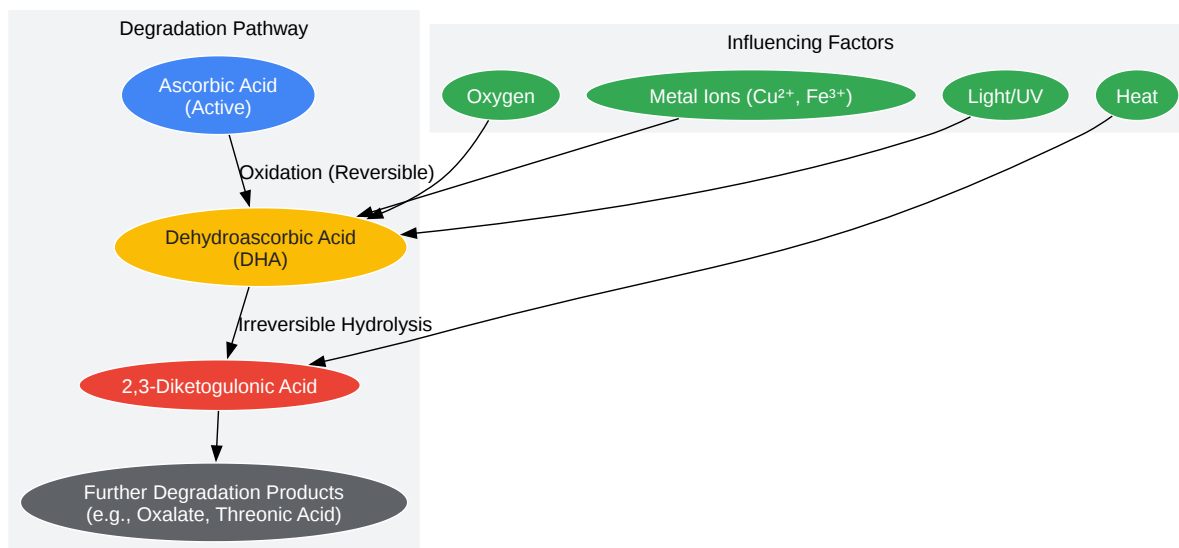 Degradation Pathway
Influencing Factors
Ascorbic Acid
(Active)
Oxygen
Metal Ions (Cu²⁺, Fe³⁺)
Light/UV
Heat
Oxidation (Reversible)
Dehydroascorbic Acid
(DHA)
Irreversible Hydrolysis
2,3-Diketogulonic Acid
Further Degradation Products
(e.g., Oxalate, Threonic Acid)